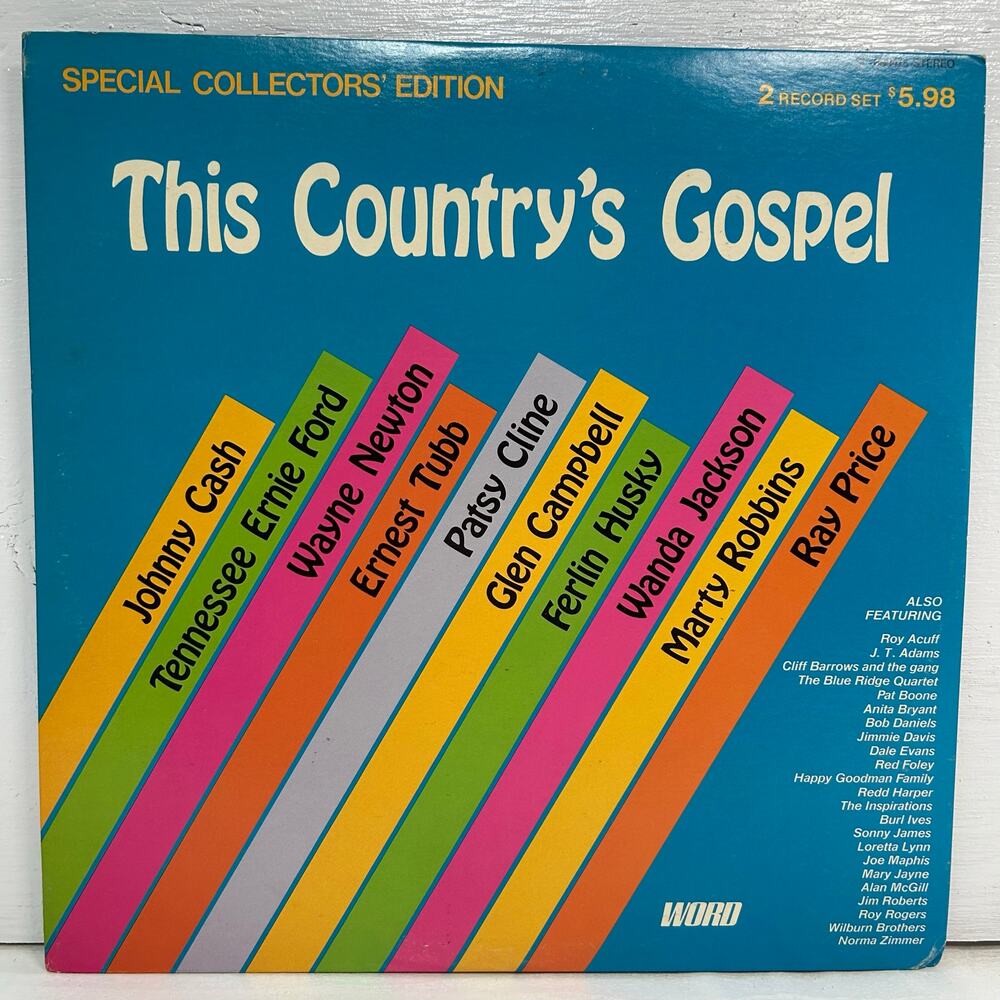 STEREO
SPECIAL COLLECTORS' EDITION
2 RECORD SET $5.98
This Country's Gospel
Johnny Cash
Tennessee Ernie Ford
Wayne Newton
Ernest Tubb
Patsy Cline
Glen Campbell
Ferlin Husky
Wanda Jackson
Marty Robbins
Ray Price
ALSO
FEATURING
Roy Acuff
J. T. Adams
Cliff Barrows and the gang
The Blue Ridge Quartet
Pat Boone
Anita Bryant
Bob Daniels
Jimmie Davis
Dale Evans
Red Foley
Happy Goodman Family
Redd Harper
The Inspirations
Burl Ives
Sonny James
Loretta Lynn
Joe Maphis
Mary Jayne
Alan McGill
Jim Roberts
Roy Rogers
Wilburn Brothers
Norma Zimmer
WORD